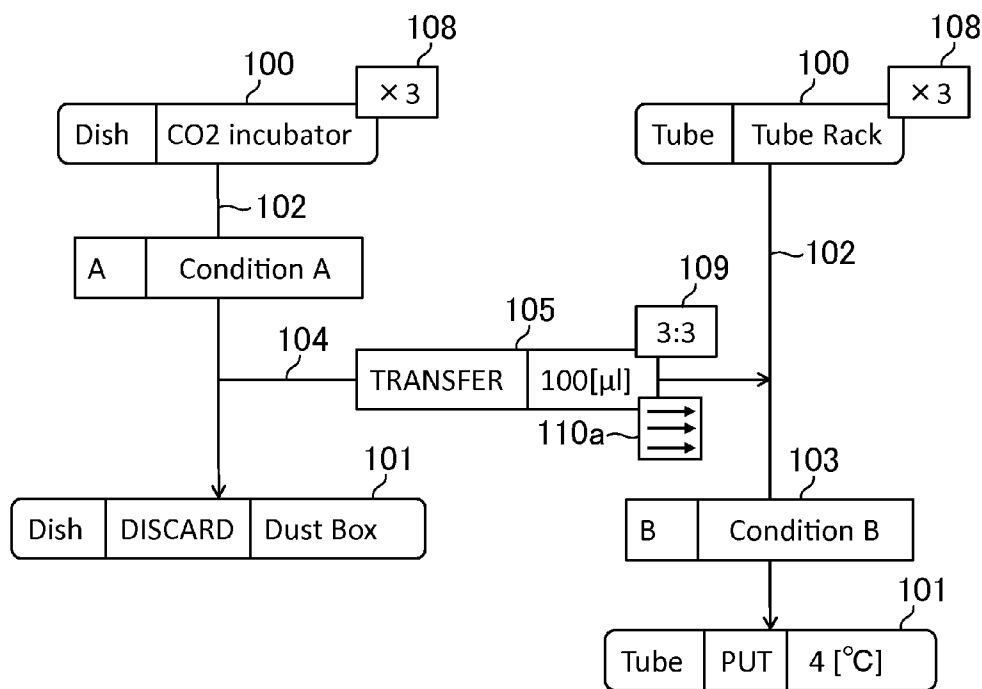 108
108
100
100
× 3
× 3
Dish
CO2 incubator
Tube
Tube Rack
102
A
Condition A
102
109
105
3:3
104
TRANSFER
100[µl]
110a
101
103
Dish
DISCARD
Dust Box
B
Condition B
101
Tube
PUT
4 [℃]